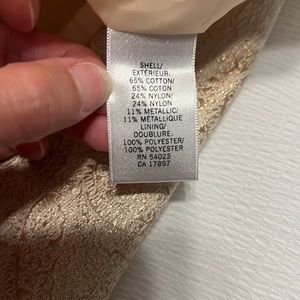 SHELL/
EXTÉRIEUR:
65% COTTON/
65% COTON
24% NYLON/
24% NYLON
11% METALLIC/
11% MÉTALLIQUE
LINING/
DOUBLURE:
100% POLYESTER/
100% POLYESTER
RN 54023
CA 17897